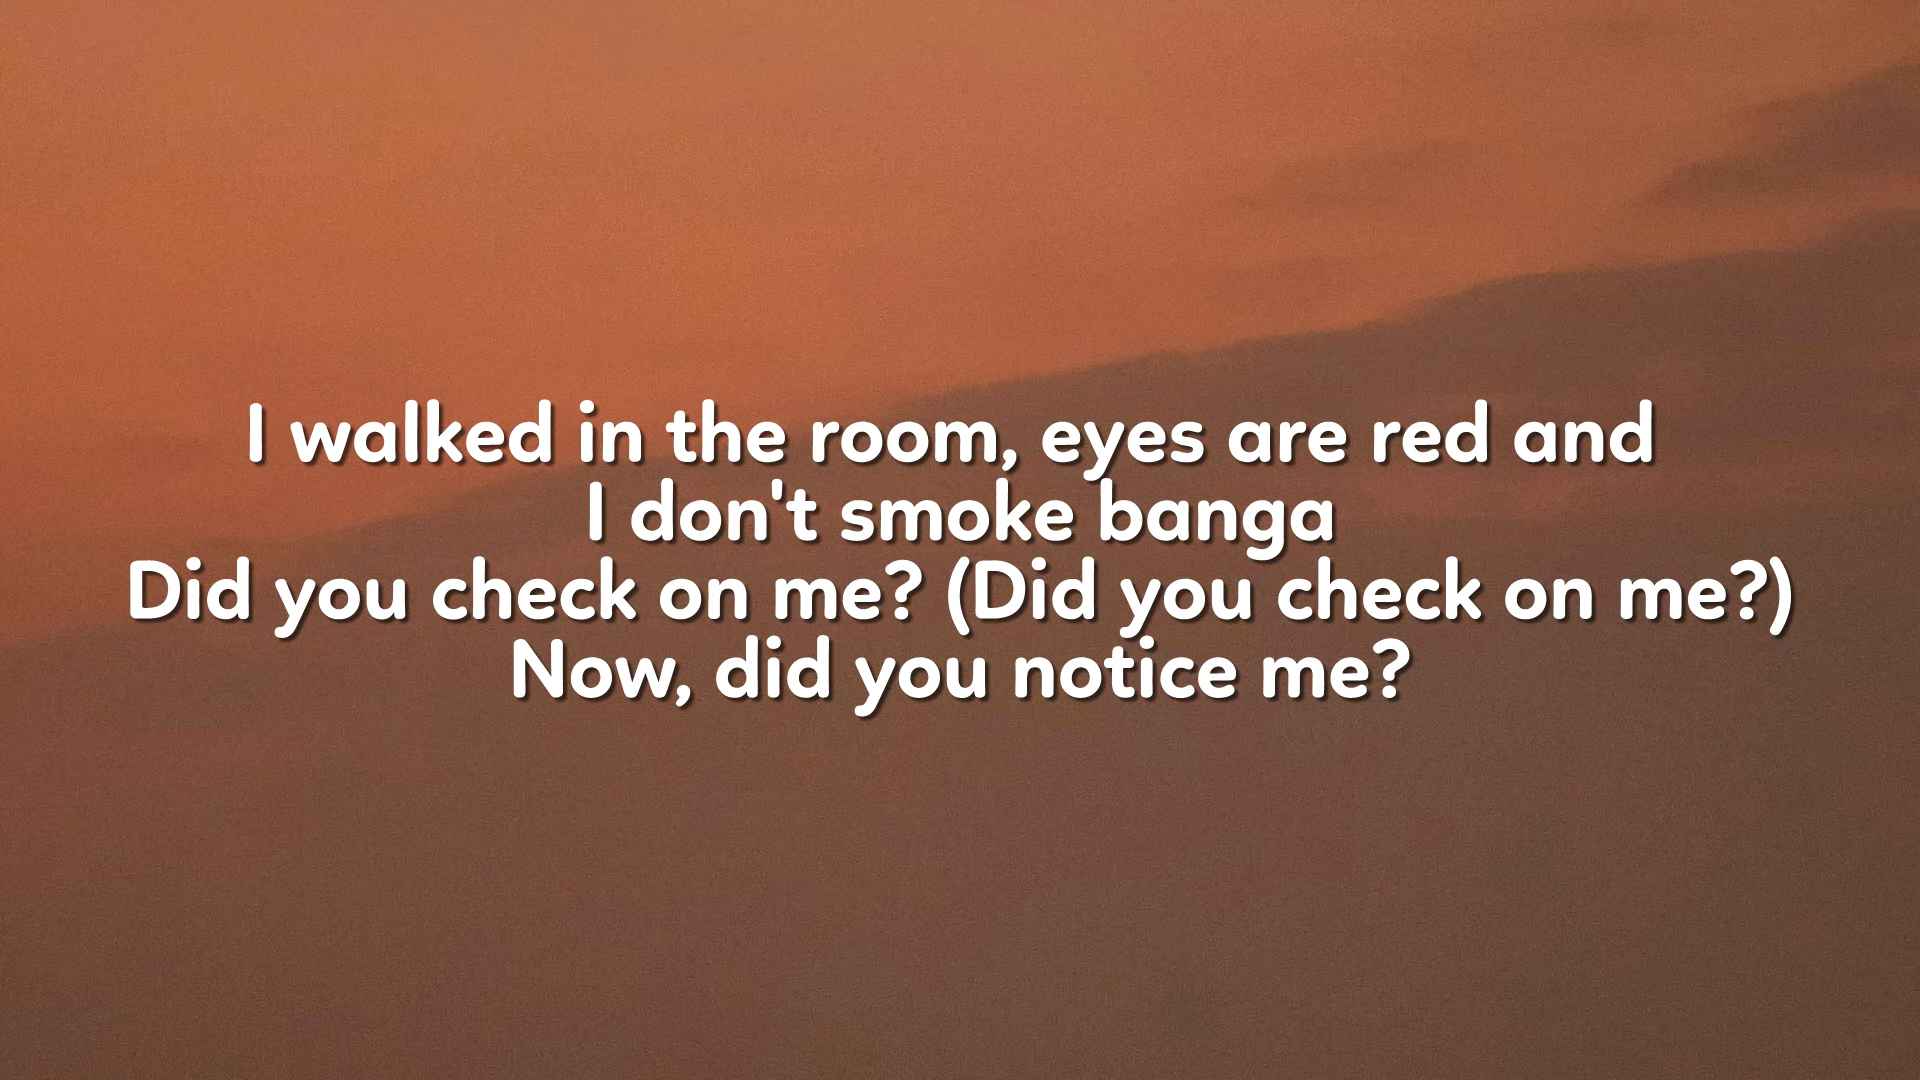 I walked in the room, eyes are red and
I don't smoke banga
Did you check on me? (Did you check on me?)
Now, did you notice me?